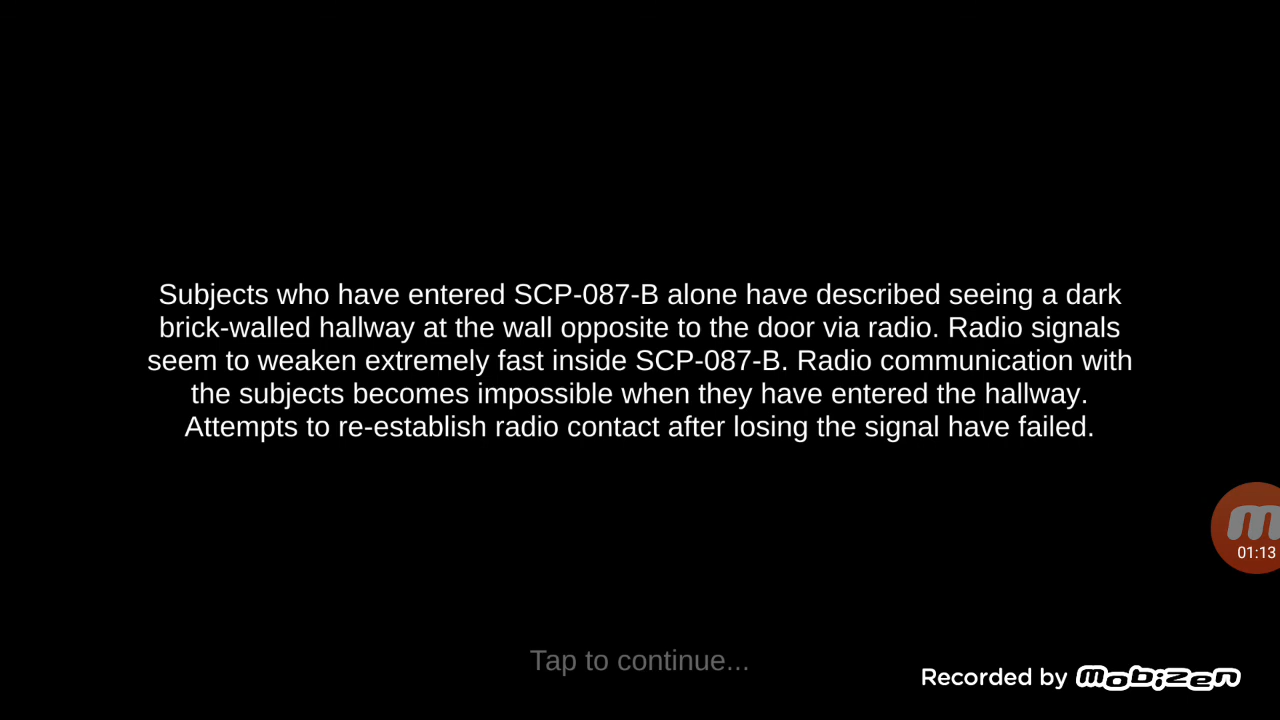 Subjects who have entered SCP-087-B alone have described seeing a dark
brick-walled hallway at the wall opposite to the door via radio. Radio signals
seem to weaken extremely fast inside SCP-087-B. Radio communication with
the subjects becomes impossible when they have entered the hallway.
Attempts to re-establish radio contact after losing the signal have failed.
m
01:13
Tap to continue...
Recorded by mobizen